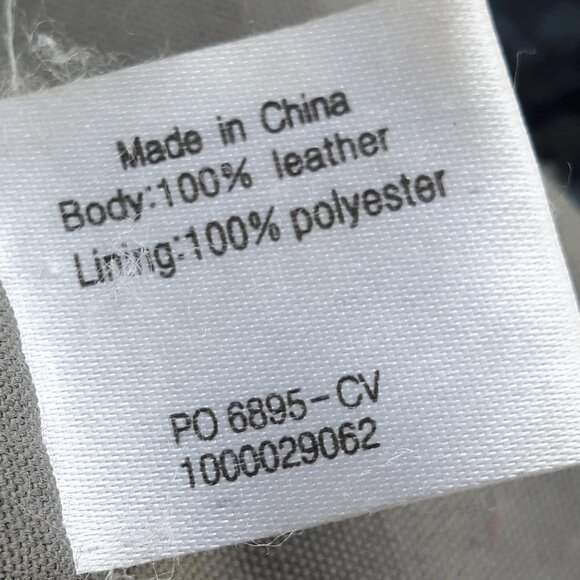 Made in China
Body:100% leather
Lining:100% polyester
PO 6895-CV
1000029062